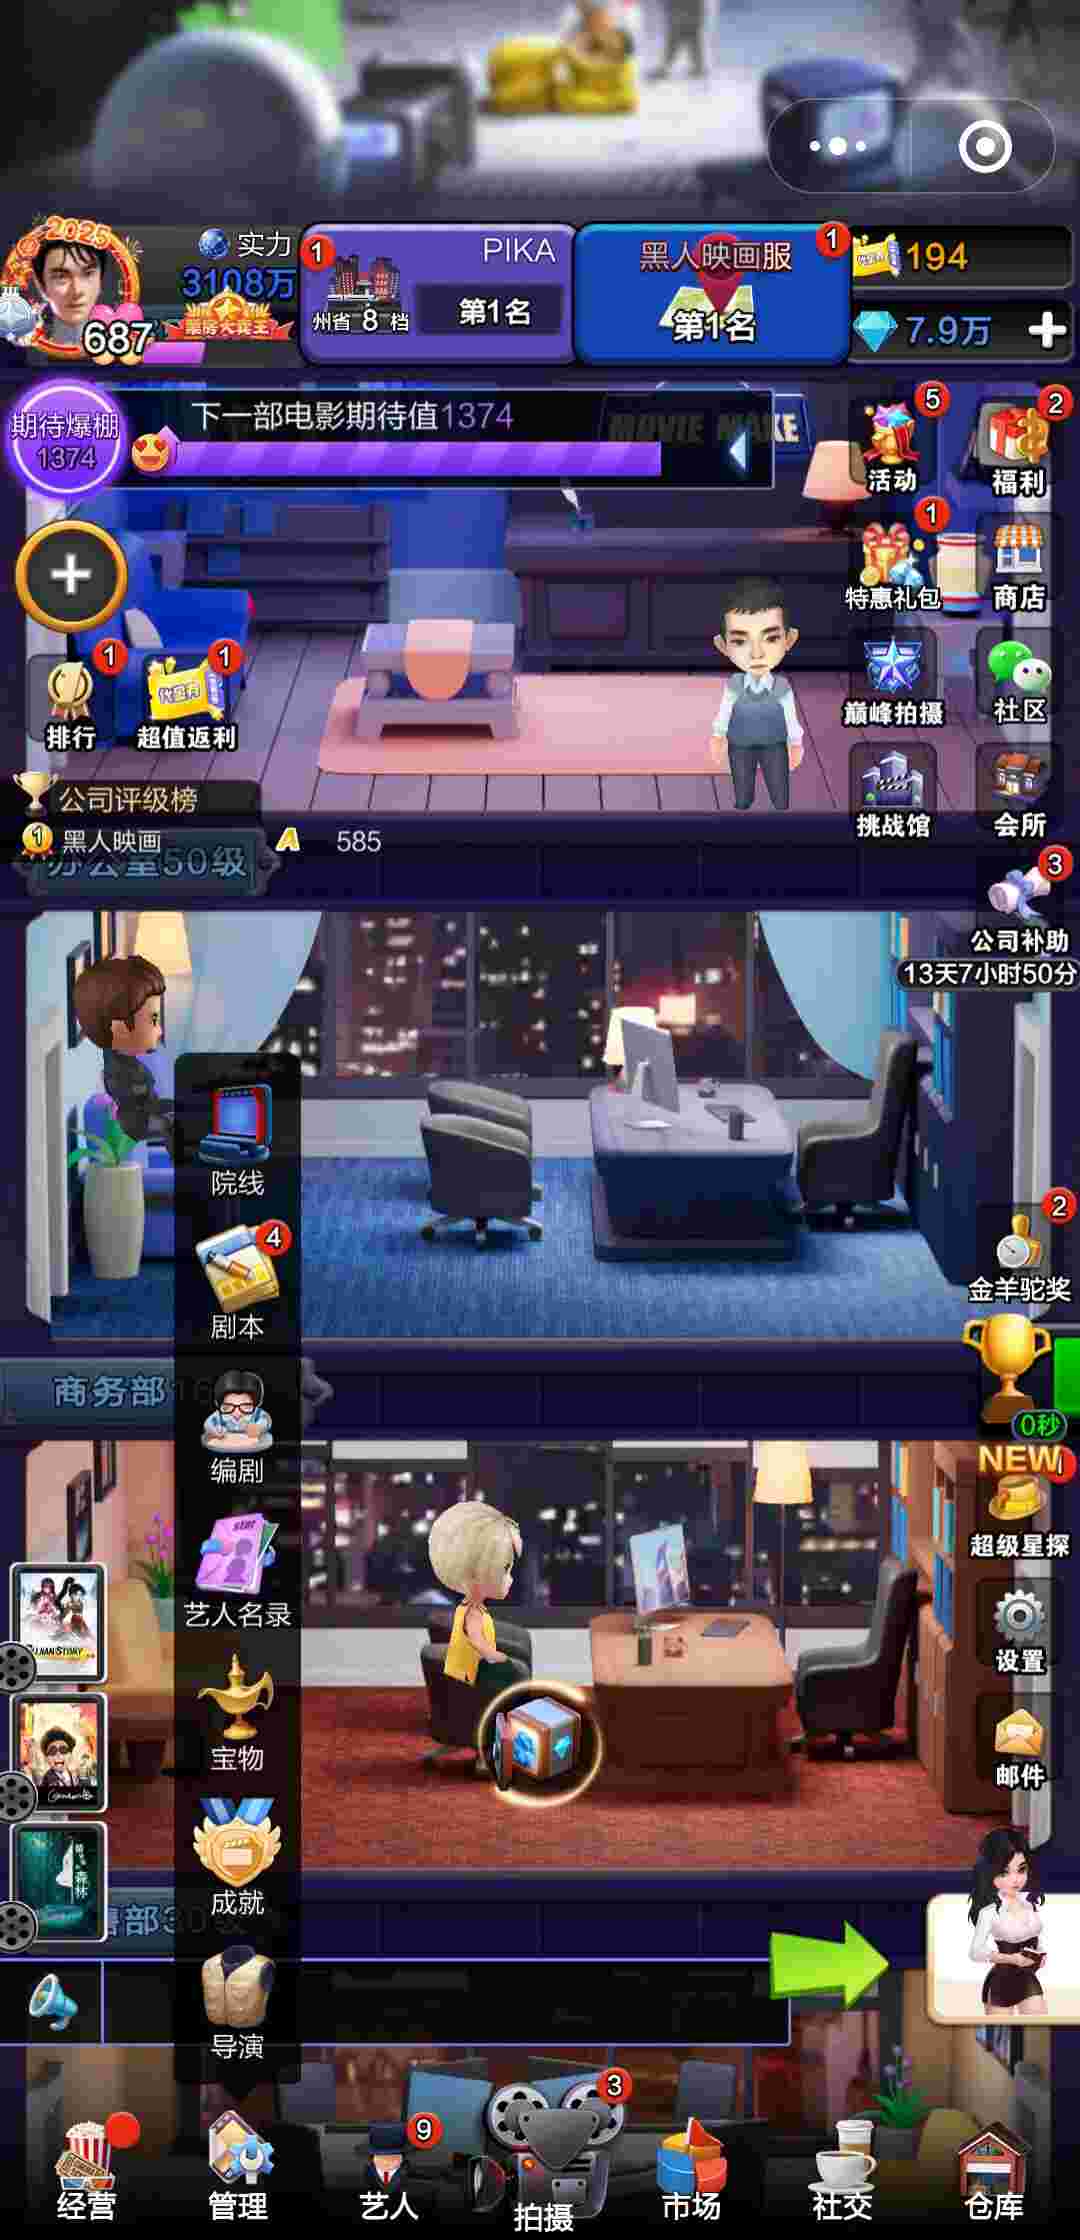 2025
实力
3108万
687
票房大赏王
1
PIKA
州省 8 档
第1名
黑人映画服
1
第1名
194
7.9万
期待爆棚
1374
下一部电影期待值1374
MOVIE MAKE
活动
5
福利
2
特惠礼包
1
商店
排行
1
超值返利
1
巅峰拍摄
社区
挑战馆
会所
公司评级榜
1
黑人映画
A
585
办公室50级
3
公司补助
13天7小时50分
院线
剧本
4
编剧
艺人名录
宝物
成就
导演
2
金羊驼奖
0秒
NEW
超级星探
设置
邮件
商务部
森林
经营
管理
艺人
9
拍摄
3
市场
社交
仓库